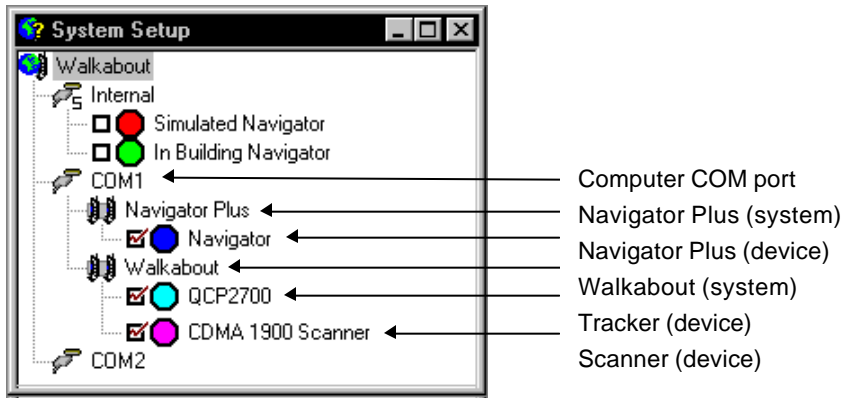 System Setup
Walkabout
Internal
Simulated Navigator
In Building Navigator
COM1
Navigator Plus
Navigator
Walkabout
QCP2700
CDMA 1900 Scanner
COM2
Computer COM port
Navigator Plus (system)
Navigator Plus (device)
Walkabout (system)
Tracker (device)
Scanner (device)